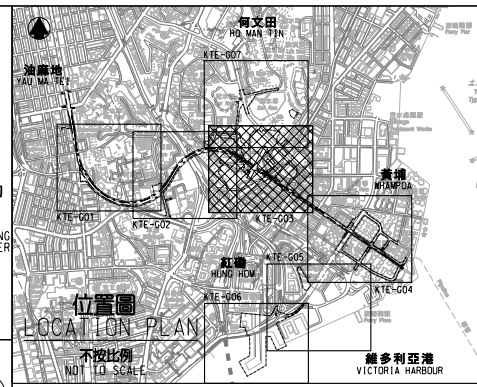 何文田
HO MAN TIN
油麻地
YAU MA TEI
KTE-G07
黃埔
WHAMPOA
KTE-G01
KTE-G02
KTE-G03
KTE-G04
KTE-G05
紅磡
HUNG HOM
KTE-G06
位置圖
LOCATION PLAN
不按比例
NOT TO SCALE
維多利亞港
VICTORIA HARBOUR